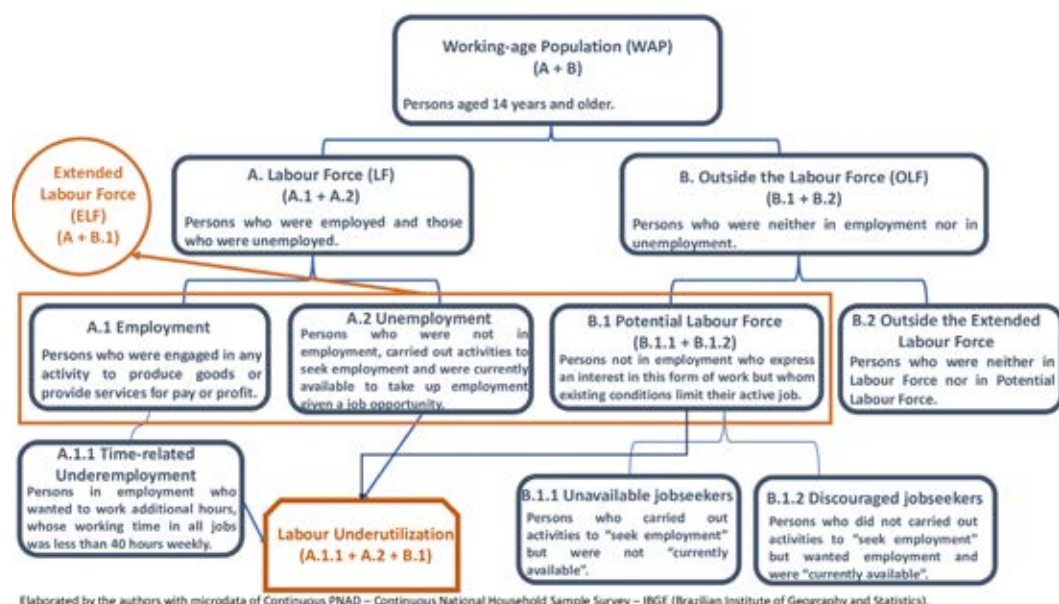 Working-age Population (WAP)
(A + B)
Persons aged 14 years and older.
Extended
Labour Force
(ELF)
(A + B.1)
A. Labour Force (LF)
(A.1 + A.2)
Persons who were employed and those
who were unemployed.
B. Outside the Labour Force (OLF)
(B.1 + B.2)
Persons who were neither in employment nor in
unemployment.
A.1 Employment
Persons who were engaged in any
activity to produce goods or
provide services for pay or profit.
A.2 Unemployment
Persons who were not in
employment, carried out activities to
seek employment and were currently
available to take up employment
given a job opportunity.
B.1 Potential Labour Force
(B.1.1 + B.1.2)
Persons not in employment who express
an interest in this form of work but whom
existing conditions limit their active job.
B.2 Outside the Extended
Labour Force
Persons who were neither in
Labour Force nor in Potential
Labour Force.
A.1.1 Time-related
Underemployment
Persons in employment who
wanted to work additional hours,
whose working time in all jobs
was less than 40 hours weekly.
Labour Underutilization
(A.1.1 + A.2 + B.1)
B.1.1 Unavailable jobseekers
Persons who carried out
activities to “seek employment”
but were not “currently
available”.
B.1.2 Discouraged jobseekers
Persons who did not carried out
activities to “seek employment”
but wanted employment and
were “currently available”.
Elaborated by the authors with microdata of Continuous PNAD – Continuous National Household Sample Survey – IBGE (Brazilian Institute of Geography and Statistics).